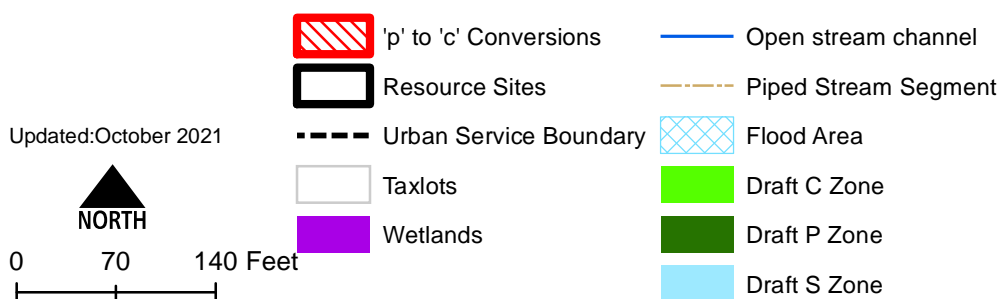 Updated:October 2021
NORTH
0 70 140 Feet
'p' to 'c' Conversions
Resource Sites
Urban Service Boundary
Taxlots
Wetlands
Open stream channel
Piped Stream Segment
Flood Area
Draft C Zone
Draft P Zone
Draft S Zone